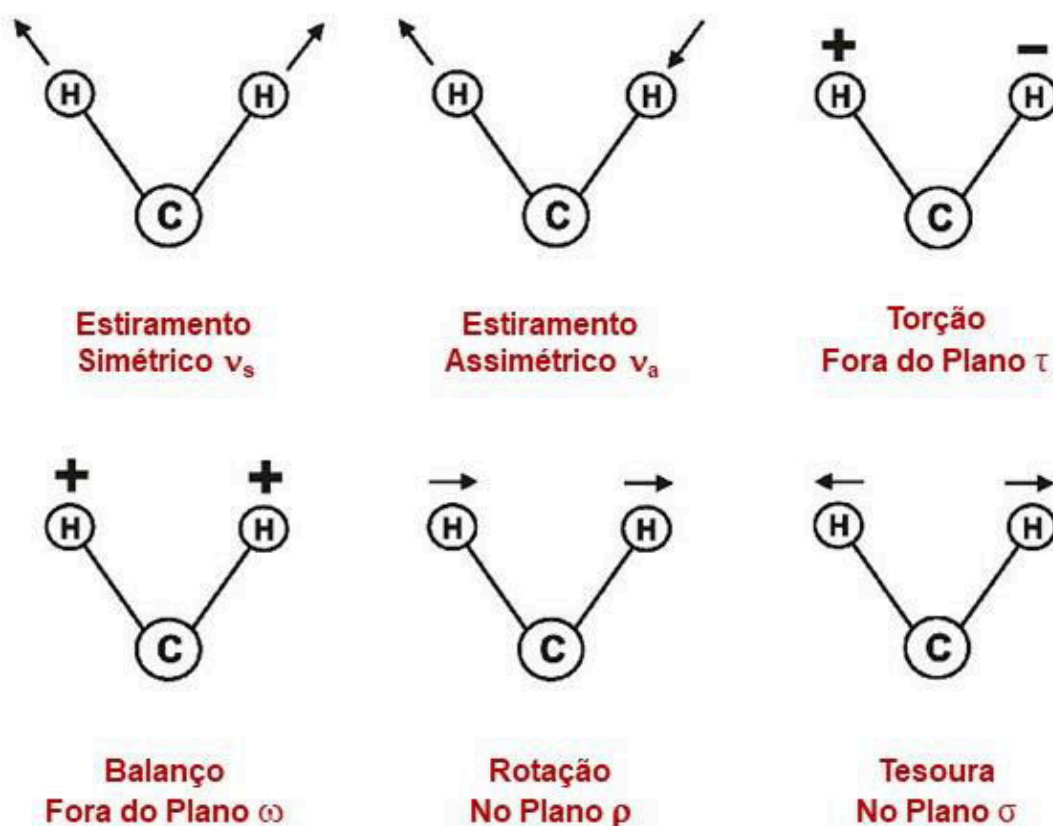 H H H H + −
H H
C C C
Estiramento
Simétrico νs
Estiramento
Assimétrico νa
Torção
Fora do Plano τ
+ +
H H H H H H
C C C
Balanço
Fora do Plano ω
Rotação
No Plano ρ
Tesoura
No Plano σ